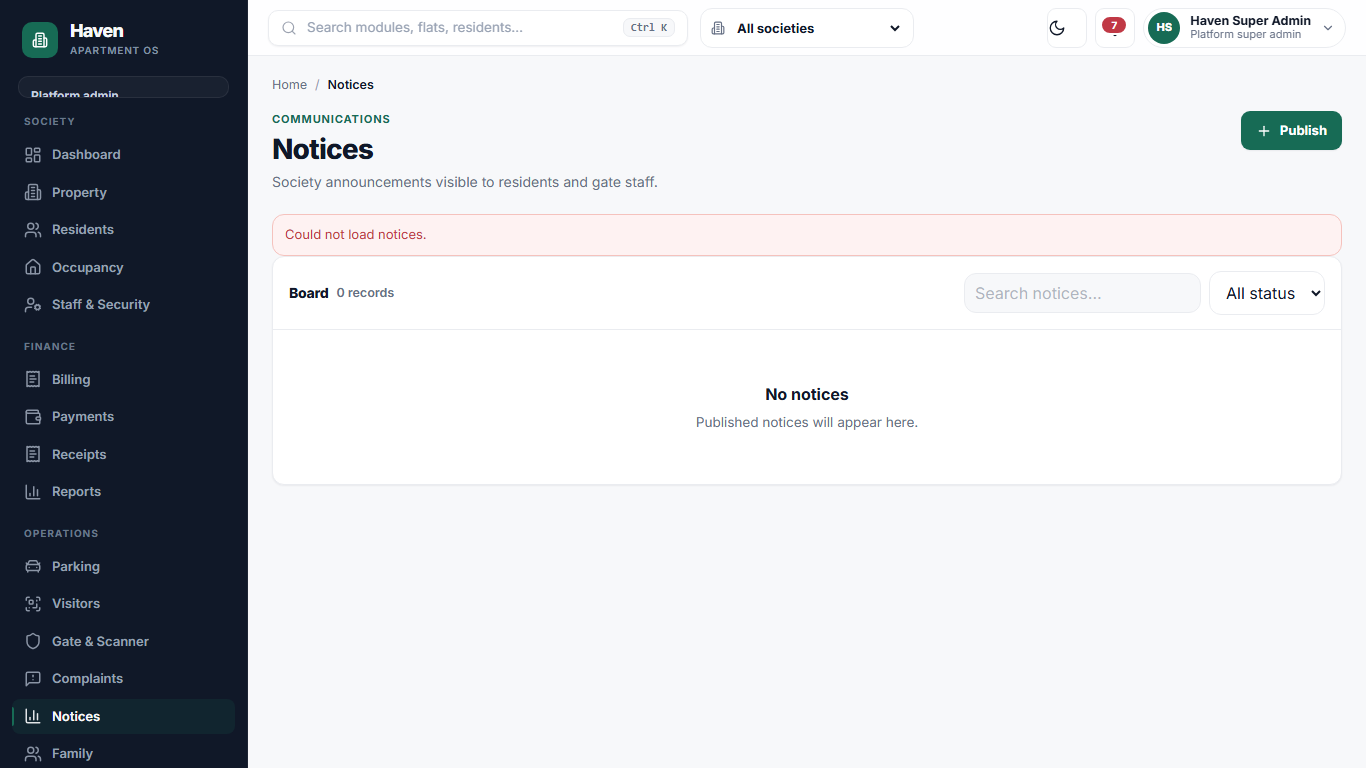 Haven
APARTMENT OS
Platform admin
SOCIETY
Dashboard
Property
Residents
Occupancy
Staff & Security
FINANCE
Billing
Payments
Receipts
Reports
OPERATIONS
Parking
Visitors
Gate & Scanner
Complaints
Notices
Family
Search modules, flats, residents...
Ctrl K
All societies
7
HS
Haven Super Admin
Platform super admin
Home / Notices
COMMUNICATIONS
Notices
Society announcements visible to residents and gate staff.
+ Publish
Could not load notices.
Board 0 records
Search notices...
All status
No notices
Published notices will appear here.